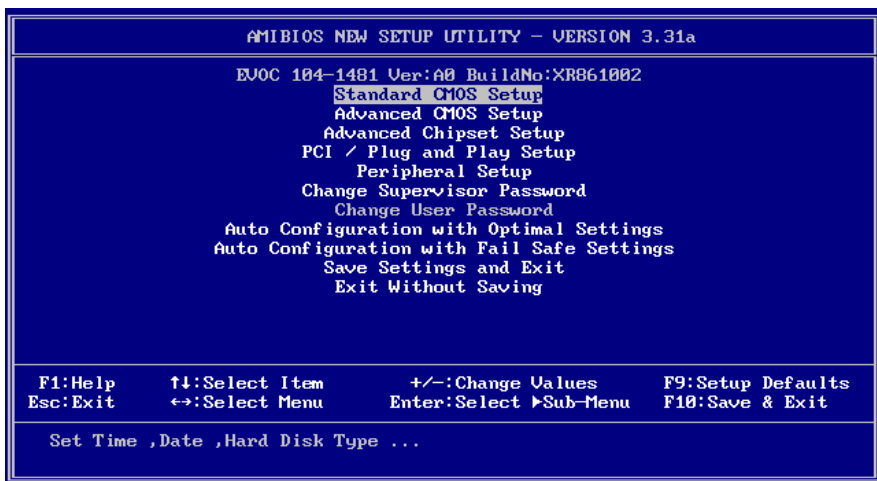 AMIBIOS NEW SETUP UTILITY - VERSION 3.31a
EVOC 104-1481 Ver:A0 BuildNo:XR861002
Standard CMOS Setup
Advanced CMOS Setup
Advanced Chipset Setup
PCI / Plug and Play Setup
Peripheral Setup
Change Supervisor Password
Change User Password
Auto Configuration with Optimal Settings
Auto Configuration with Fail Safe Settings
Save Settings and Exit
Exit Without Saving
F1:Help ↑↓:Select Item +/-:Change Values F9:Setup Defaults
Esc:Exit ↔:Select Menu Enter:Select ►Sub-Menu F10:Save & Exit
Set Time ,Date ,Hard Disk Type ...